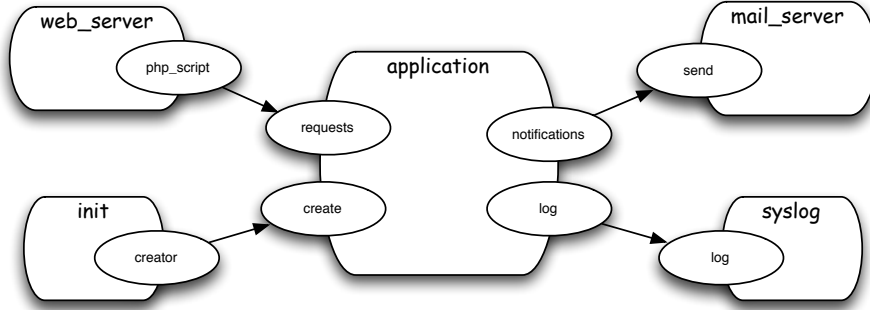 web_server
php_script
application
requests
create
notifications
log
mail_server
send
init
creator
syslog
log